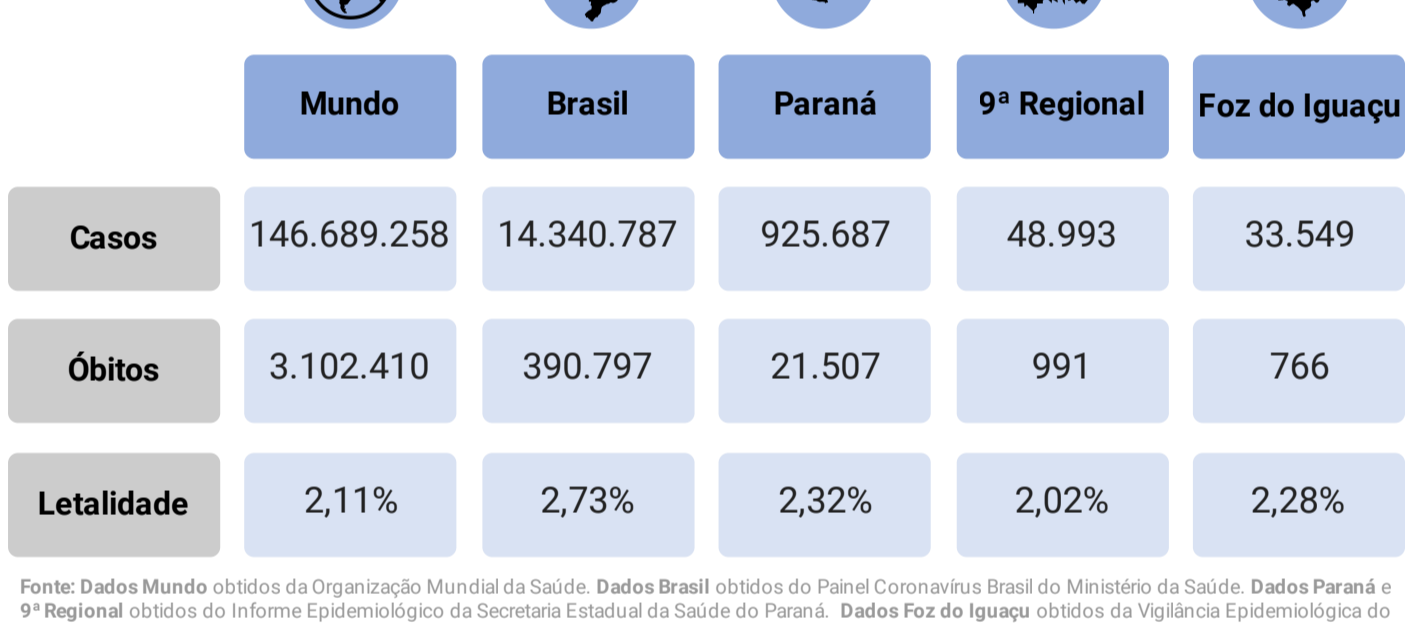 Mundo Brasil Paraná 9ª Regional Foz do Iguaçu
Casos 146.689.258 14.340.787 925.687 48.993 33.549
Óbitos 3.102.410 390.797 21.507 991 766
Letalidade 2,11% 2,73% 2,32% 2,02% 2,28%
Fonte: Dados Mundo obtidos da Organização Mundial da Saúde. Dados Brasil obtidos do Painel Coronavírus Brasil do Ministério da Saúde. Dados Paraná e
9ª Regional obtidos do Informe Epidemiológico da Secretaria Estadual da Saúde do Paraná. Dados Foz do Iguaçu obtidos da Vigilância Epidemiológica do